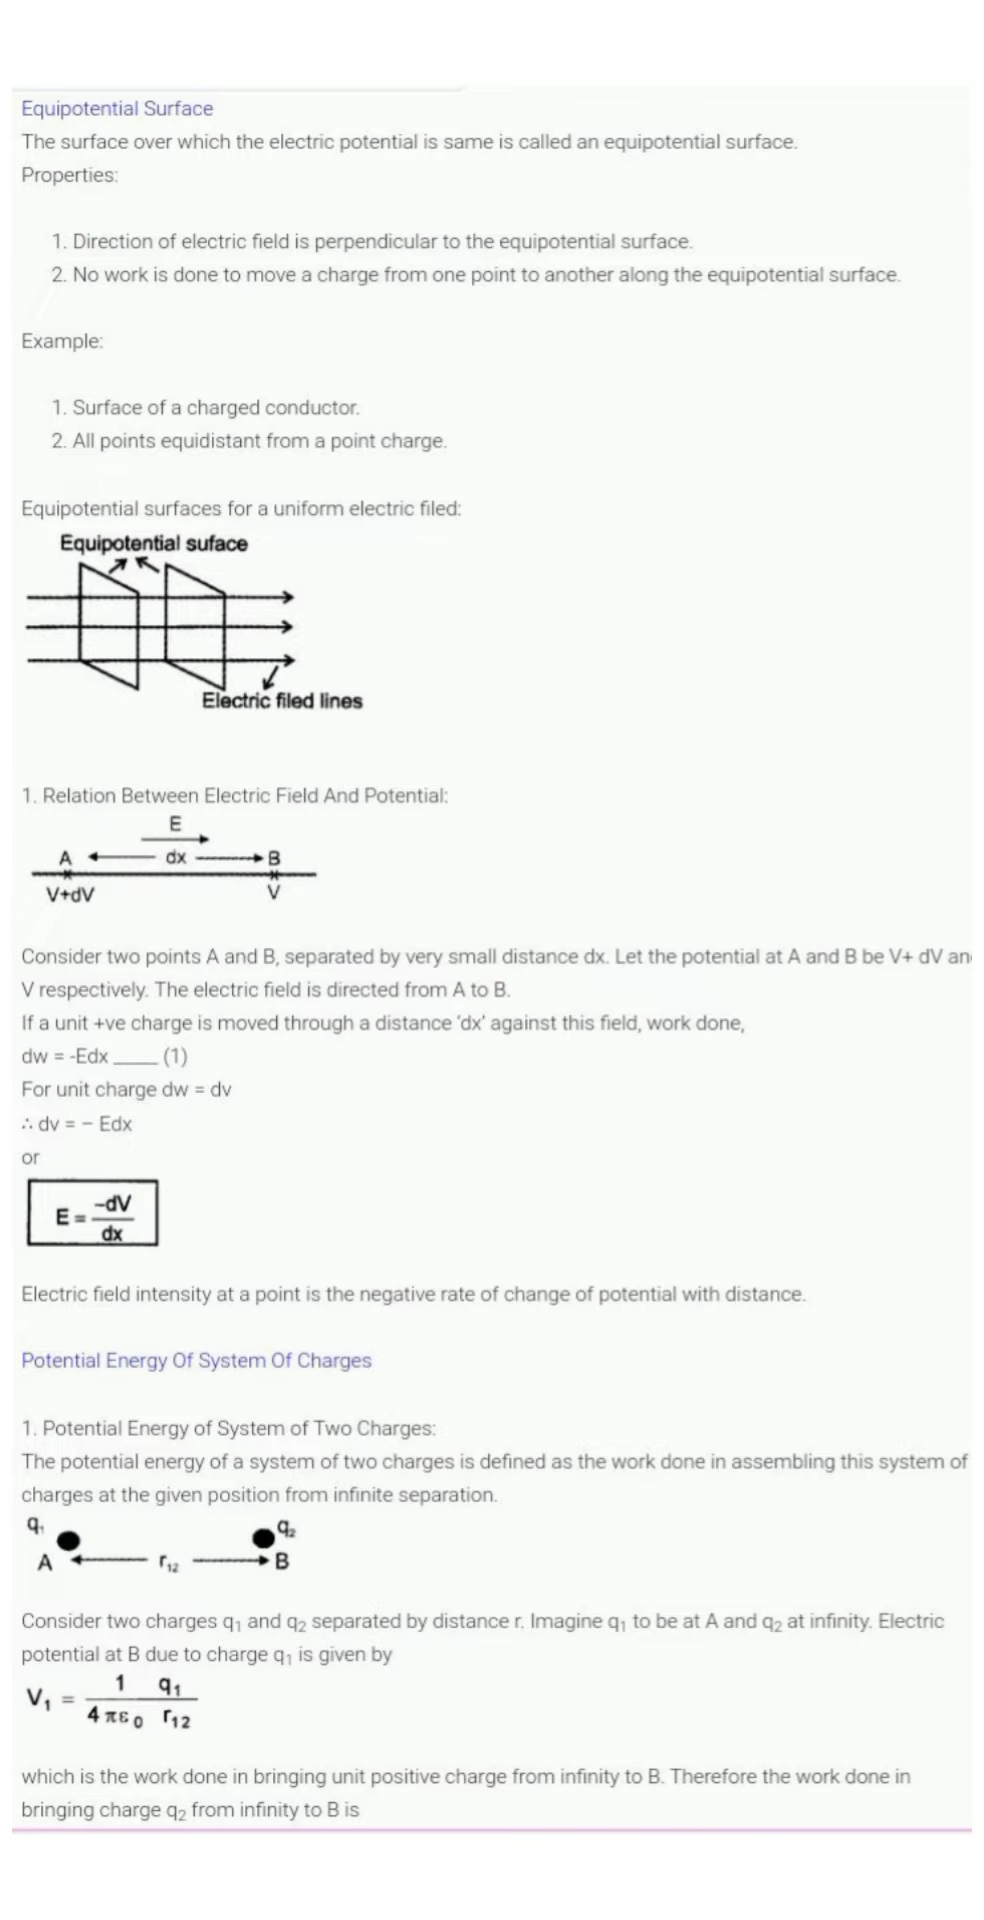 Equipotential Surface
The surface over which the electric potential is same is called an equipotential surface.
Properties:
1. Direction of electric field is perpendicular to the equipotential surface.
2. No work is done to move a charge from one point to another along the equipotential surface.
Example:
1. Surface of a charged conductor.
2. All points equidistant from a point charge.
Equipotential surfaces for a uniform electric filed:
Equipotential suface
Electric filed lines
1. Relation Between Electric Field And Potential:
E
A dx B
V+dV V
Consider two points A and B, separated by very small distance dx. Let the potential at A and B be V+ dV an
V respectively. The electric field is directed from A to B.
If a unit +ve charge is moved through a distance ‘dx’ against this field, work done,
dw = -Edx _____ (1)
For unit charge dw = dv
∴ dv = – Edx
or
E = -dV/dx
Electric field intensity at a point is the negative rate of change of potential with distance.
Potential Energy Of System Of Charges
1. Potential Energy of System of Two Charges:
The potential energy of a system of two charges is defined as the work done in assembling this system of
charges at the given position from infinite separation.
q₁ q₂
A r₁₂ B
Consider two charges q₁ and q₂ separated by distance r. Imagine q₁ to be at A and q₂ at infinity. Electric
potential at B due to charge q₁ is given by
V₁ = 1/4πε₀ q₁/r₁₂
which is the work done in bringing unit positive charge from infinity to B. Therefore the work done in
bringing charge q₂ from infinity to B is